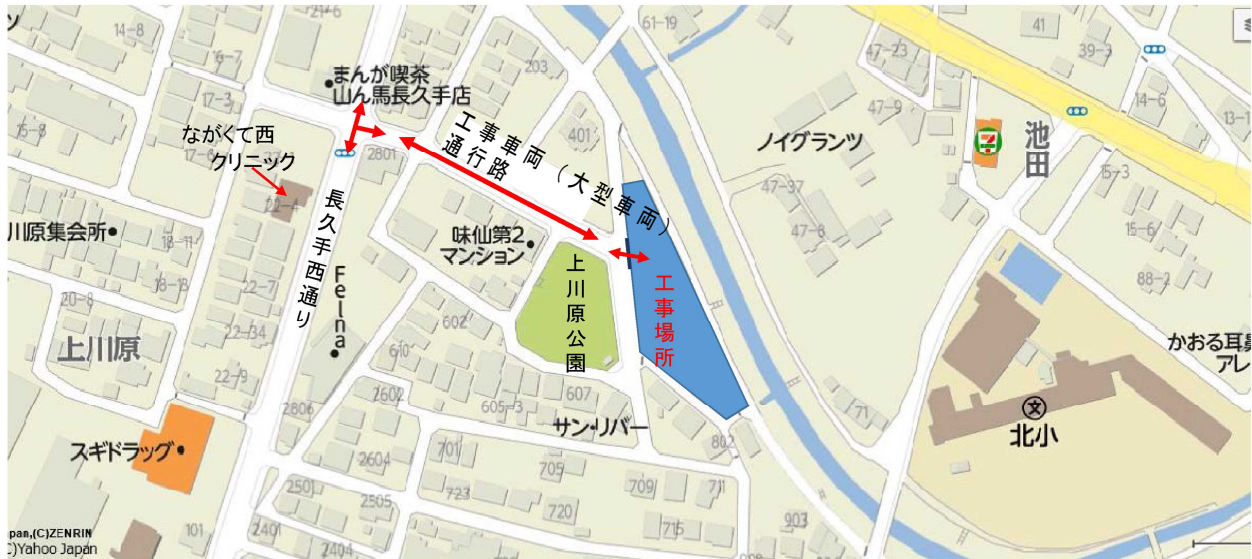 21-6
14-8
16-7
17-3
15-8
17-6
まんが喫茶
山ん馬長久手店
ながくて西
クリニック
22-4
203
401
2801
61-19
工事車両(大型車両)
通行路
47-23
47-9
ノイグランツ
47-37
47-8
41
39-3
14-6
13-1
池田
15-3
15-6
88-2
川原集会所
18-11
18-18
20-8
上川原
22-7
22-34
22-9
長久手西通り
Felna
味仙第2
マンション
上川原公園
工事場所
602
610
2602
605-3
607
サン・リバー
802
71
文
北小
かおる耳鼻
アレ
スギドラッグ
2806
2604
2501
2505
2401
2404
101
701
723
705
720
709
711
715
903
pan,(C)ZENRIN
C)Yahoo Japan